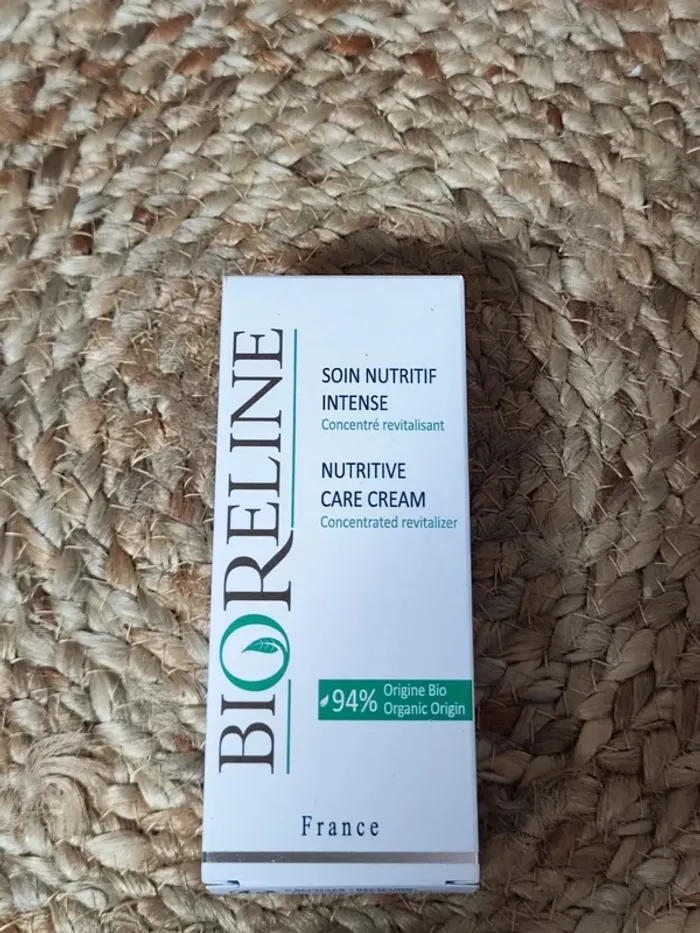 BIORELINE
SOIN NUTRITIF
INTENSE
Concentré revitalisant
NUTRITIVE
CARE CREAM
Concentrated revitalizer
94%
Origine Bio
Organic Origin
France